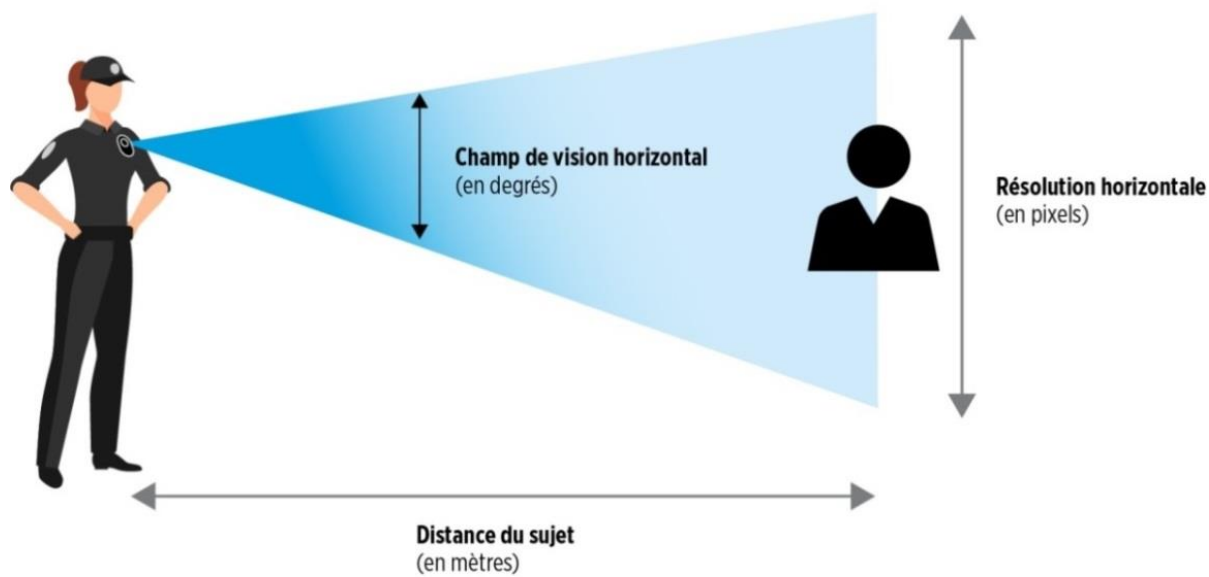 Champ de vision horizontal
(en degrés)
Résolution horizontale
(en pixels)
Distance du sujet
(en mètres)